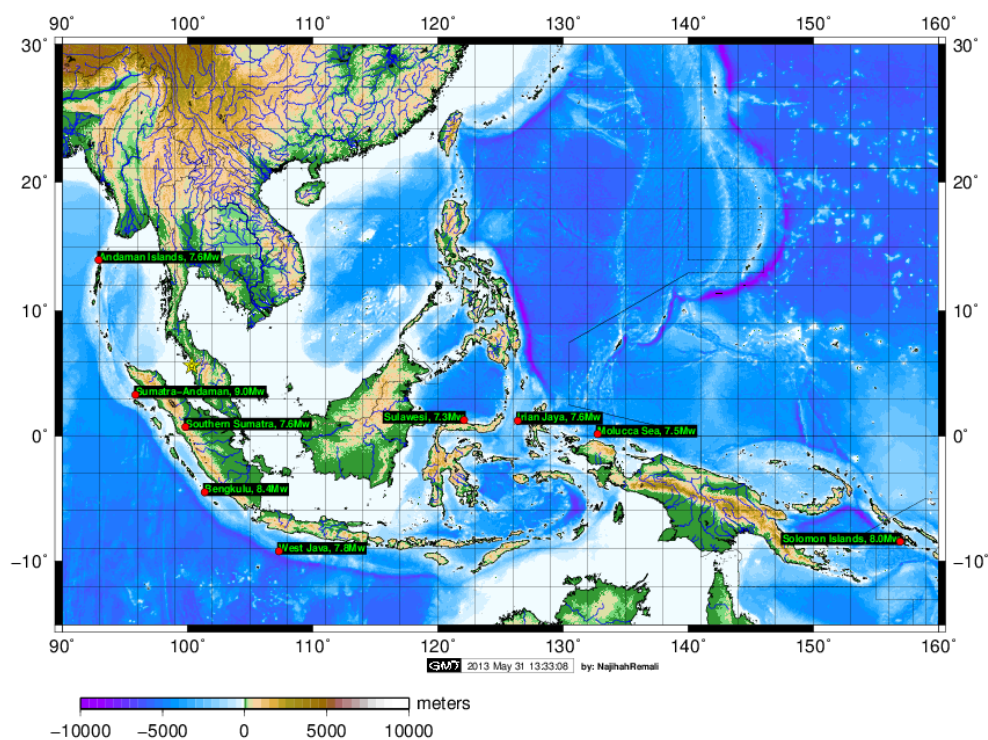 90° 100° 110° 120° 130° 140° 150° 160°
30° 30°
20° 20°
Andaman Islands, 7.6Mw
10° 10°
Sumatra-Andaman, 9.0Mw
Southern Sumatra, 7.6Mw
Sulawesi, 7.3Mw
Irian Jaya, 7.6Mw
Molucca Sea, 7.5Mw
0° 0°
Bengkulu, 8.4Mw
West Java, 7.8Mw
Solomon Islands, 8.0Mw
−10° −10°
90° 100° 110° 120° 130° 140° 150° 160°
GMT 2013 May 31 13:33:08 by: NajihahRemali
meters
−10000 −5000 0 5000 10000